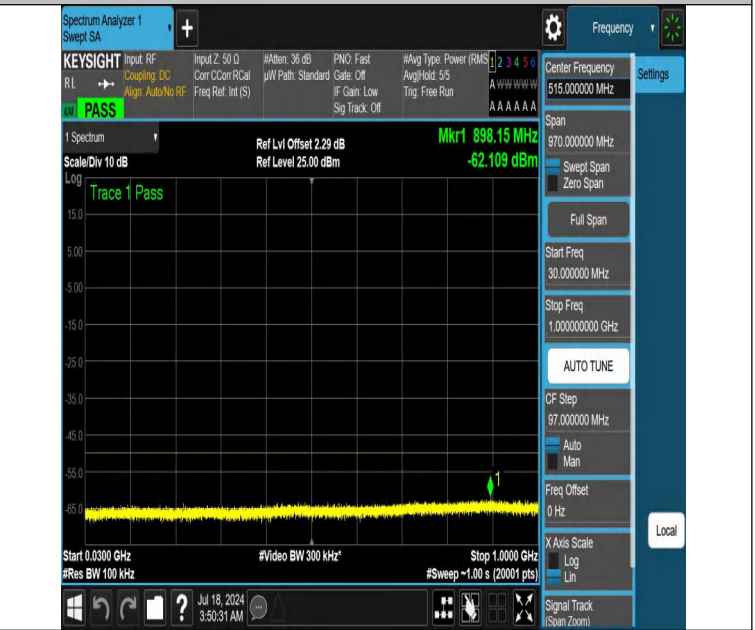 Spectrum Analyzer 1
Swept SA
+
Frequency
KEYSIGHT
RL
PASS
Input: RF
Coupling: DC
Align: Auto/No RF
Input Z: 50 Ω
Corr CCorr RCal
Freq Ref: Int (S)
#Atten: 36 dB
µW Path: Standard
PNO: Fast
Gate: Off
IF Gain: Low
Sig Track: Off
#Avg Type: Power (RMS
Avg|Hold: 5/5
Trig: Free Run
1 2 3 4 5 6
A W W W W W
A A A A A A
1 Spectrum
Scale/Div 10 dB
Ref Lvl Offset 2.29 dB
Ref Level 25.00 dBm
Mkr1 898.15 MHz
-62.109 dBm
Log
Trace 1 Pass
15.0
5.00
-5.00
-15.0
-25.0
-35.0
-45.0
-55.0
-65.0
1
Start 0.0300 GHz
#Res BW 100 kHz
#Video BW 300 kHz*
Stop 1.0000 GHz
#Sweep ~1.00 s (20001 pts)
Jul 18, 2024
3:50:31 AM
Center Frequency
515.000000 MHz
Settings
Span
970.000000 MHz
Swept Span
Zero Span
Full Span
Start Freq
30.000000 MHz
Stop Freq
1.000000000 GHz
AUTO TUNE
CF Step
97.000000 MHz
Auto
Man
Freq Offset
0 Hz
X Axis Scale
Log
Lin
Local
Signal Track
(Span Zoom)